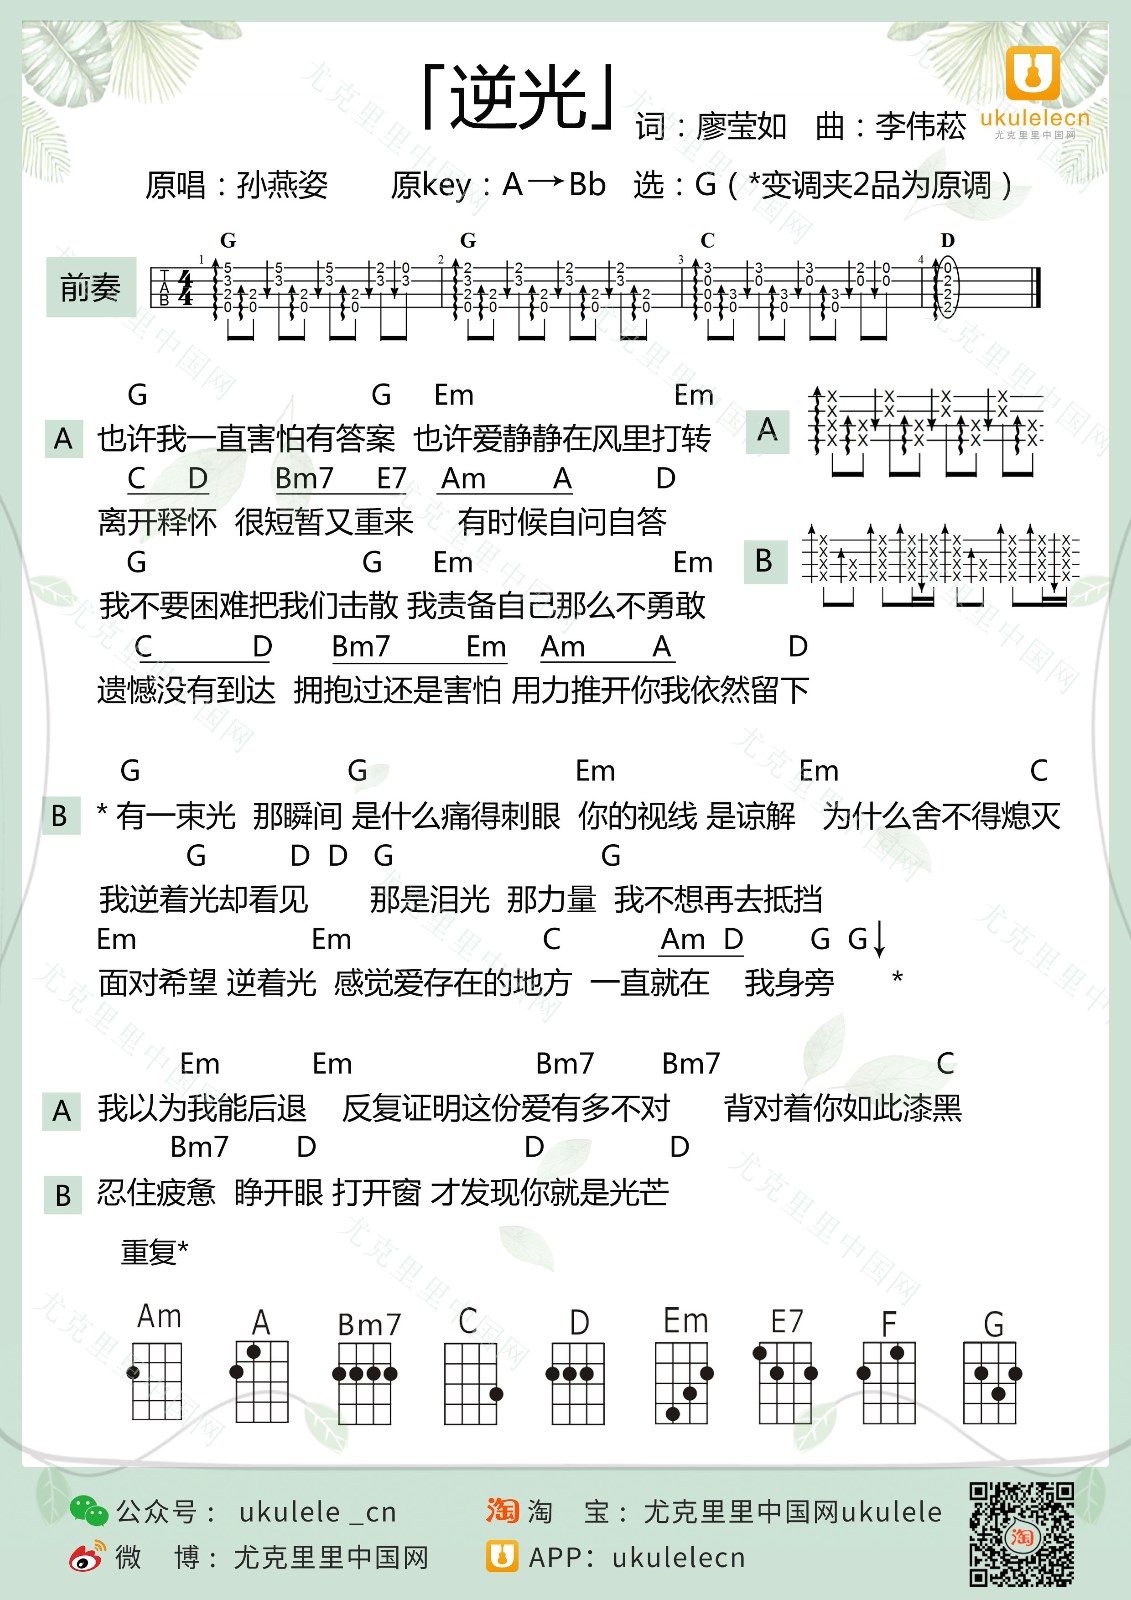 「逆光」
词：廖莹如 曲：李伟菘
ukulelecn
尤克里里中国网
原唱：孙燕姿 原key：A→Bb 选：G（*变调夹2品为原调）
G G C D
前奏
G G Em Em
A 也许我一直害怕有答案 也许爱静静在风里打转
C D Bm7 E7 Am A D
离开释怀 很短暂又重来 有时候自问自答
G G Em Em
我不要困难把我们击散 我责备自己那么不勇敢
C D Bm7 Em Am A D
遗憾没有到达 拥抱过还是害怕 用力推开你我依然留下
A
B
G G Em Em C
B * 有一束光 那瞬间 是什么痛得刺眼 你的视线 是谅解 为什么舍不得熄灭
G D D G G
我逆着光却看见 那是泪光 那力量 我不想再去抵挡
Em Em C Am D G G
面对希望 逆着光 感觉爱存在的地方 一直就在 我身旁 *
Em Em Bm7 Bm7 C
A 我以为我能后退 反复证明这份爱有多不对 背对着你如此漆黑
Bm7 D D D
B 忍住疲惫 睁开眼 打开窗 才发现你就是光芒
重复*
Am A Bm7 C D Em E7 F G
公众号： ukulele _cn
淘 淘 宝：尤克里里中国网ukulele
微 博：尤克里里中国网
APP：ukulelecn
淘